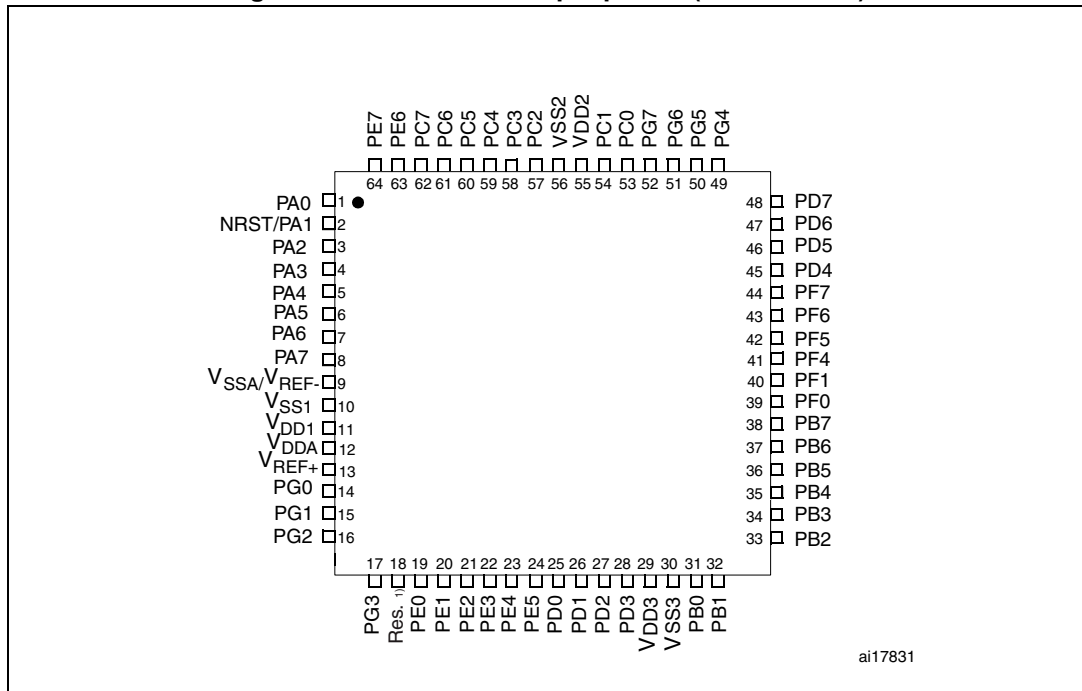 PE7 PE6 PC7 PC6 PC5 PC4 PC3 PC2 VSS2 VDD2 PC1 PC0 PG7 PG6 PG5 PG4
64 63 62 61 60 59 58 57 56 55 54 53 52 51 50 49
PA0 1
NRST/PA1 2
PA2 3
PA3 4
PA4 5
PA5 6
PA6 7
PA7 8
VSSA/VREF- 9
VSS1 10
VDD1 11
VDDA 12
VREF+ 13
PG0 14
PG1 15
PG2 16
48 PD7
47 PD6
46 PD5
45 PD4
44 PF7
43 PF6
42 PF5
41 PF4
40 PF1
39 PF0
38 PB7
37 PB6
36 PB5
35 PB4
34 PB3
33 PB2
17 18 19 20 21 22 23 24 25 26 27 28 29 30 31 32
PG3 Res. 1) PE0 PE1 PE2 PE3 PE4 PE5 PD0 PD1 PD2 PD3 VDD3 VSS3 PB0 PB1
ai17831